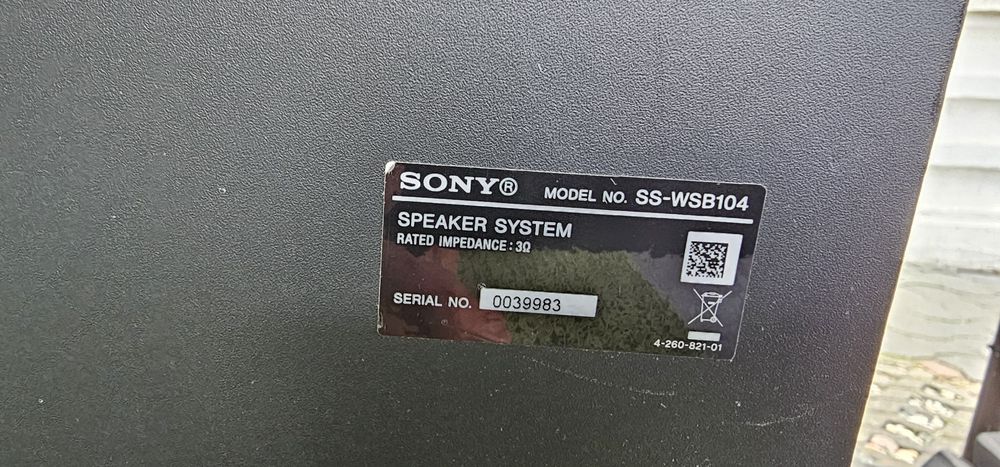 SONY® MODEL NO. SS-WSB104
SPEAKER SYSTEM
RATED IMPEDANCE : 3Ω
SERIAL NO. 0039983
4-260-821-01